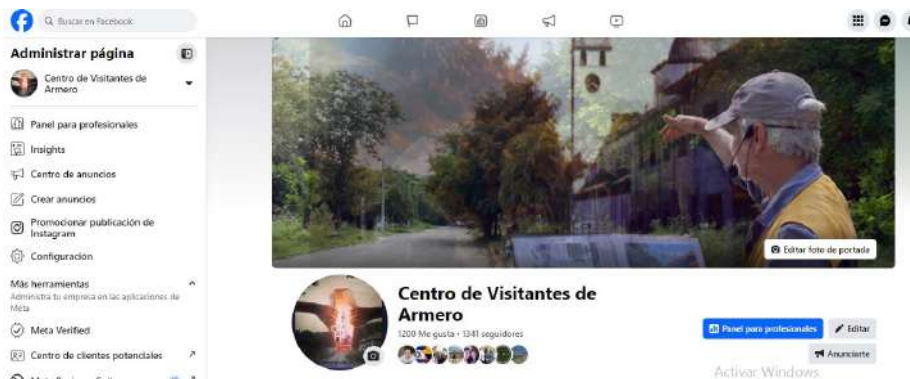 Buscar en Facebook
Administrar página
Centro de Visitantes de
Armero
Panel para profesionales
Insights
Centro de anuncios
Crear anuncios
Promocionar publicación de
Instagram
Configuración
Más herramientas
Administra tu empresa en las aplicaciones de
Meta
Meta Verified
Centro de clientes potenciales
Editar foto de portada
Centro de Visitantes de
Armero
1200 Me gusta • 1341 seguidores
Panel para profesionales
Editar
Anunciarte
Activar Windows